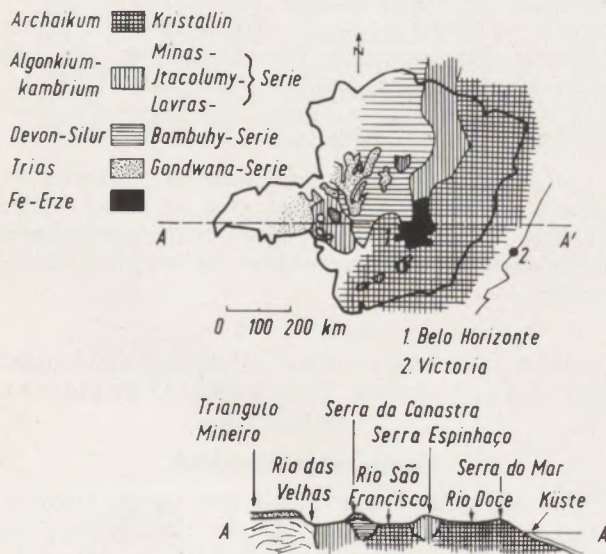 Archaikum Kristallin
Algonkium-
kambrium
Minas-
Jtacolumy-
Lavras-
Serie
Devon-Silur Bambuhy-Serie
Trias Gondwana-Serie
Fe-Erze
N
A A'
1
2.
0 100 200 km
1. Belo Horizonte
2. Victoria
Triangulo
Mineiro
Serra da Canastra
Serra Espinhaço
Rio das
Velhas
Rio São
Francisco
Serra do Mar
Rio Doce
Küste
A A